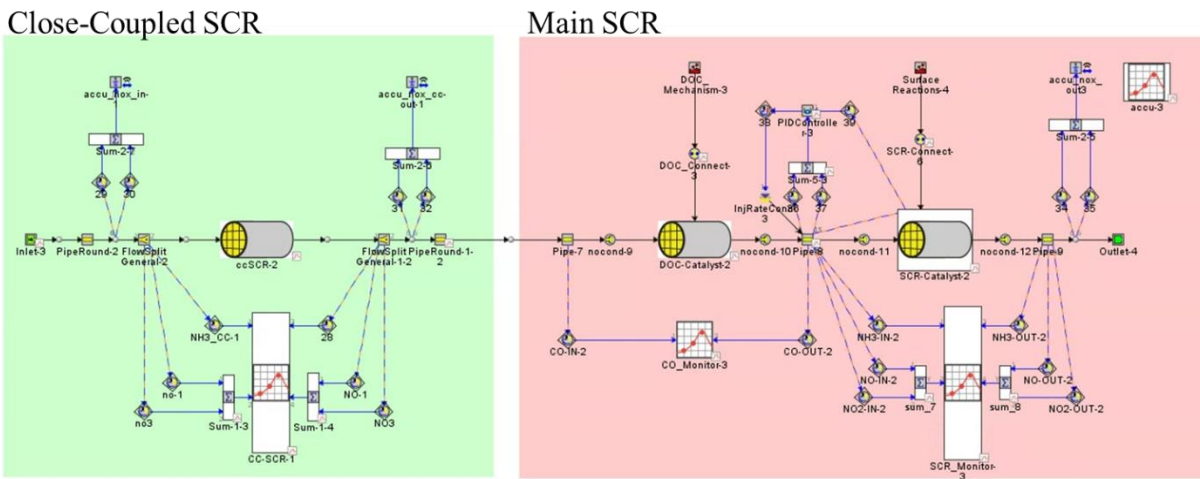 Close-Coupled SCR
Main SCR
accu_nox_in-
1
accu_nox_cc-
out-1
DOC_
Mechanism-3
Surface
Reactions-4
accu_nox_
out3
accu-3
Sum-2-7
Sum-2-6
38
PIDControlle
r-3
39
Sum-2-5
DOC_Connect-
3
SCR-Connect-
6
Sum-5-3
29
30
31
32
InjRateCon
3
36
37
34
35
Inlet-3
PipeRound-2
FlowSplit
General-2
ccSCR-2
FlowSplit
General-1-2
PipeRound-1-
2
Pipe-7
nocond-9
DOC-Catalyst-2
nocond-10
Pipe-8
nocond-11
SCR-Catalyst-2
nocond-12
Pipe-9
Outlet-4
NH3_CC-1
28
CO-IN-2
CO_Monitor-3
CO-OUT-2
NH3-IN-2
NH3-OUT-2
no-1
NO-1
NO-IN-2
NO-OUT-2
no3
Sum-1-3
Sum-1-4
NO3
NO2-IN-2
sum_7
sum_8
NO2-OUT-2
CC-SCR-1
SCR_Monitor-
3